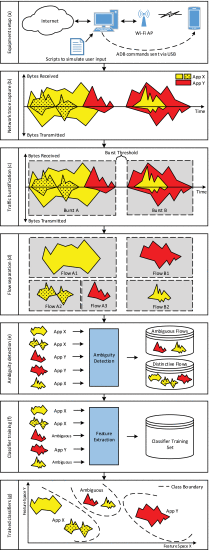 Equipment setup (a)
Internet
Wi-Fi AP
ADB commands sent via USB
Scripts to simulate user input
Network trace capture (b)
Bytes Received
App X
App Y
Time
Bytes Transmitted
Traffic burstification (c)
Burst Threshold
Bytes Received
Time
Burst A
Burst B
Bytes Transmitted
Flow separation (d)
Flow A1
Flow B1
Flow A2
Flow A3
Flow B2
Ambiguity detection (e)
App X
App X
App Y
App Y
App X
Ambiguity
Detection
Ambiguous Flows
Distinctive Flows
Classifier training (f)
App X
App X
Ambiguous
App Y
Ambiguous
Feature
Extraction
Classifier Training
Set
Trained classifier (g)
Feature Space Y
Ambiguous
Class Boundary
App X
App Y
Feature Space X